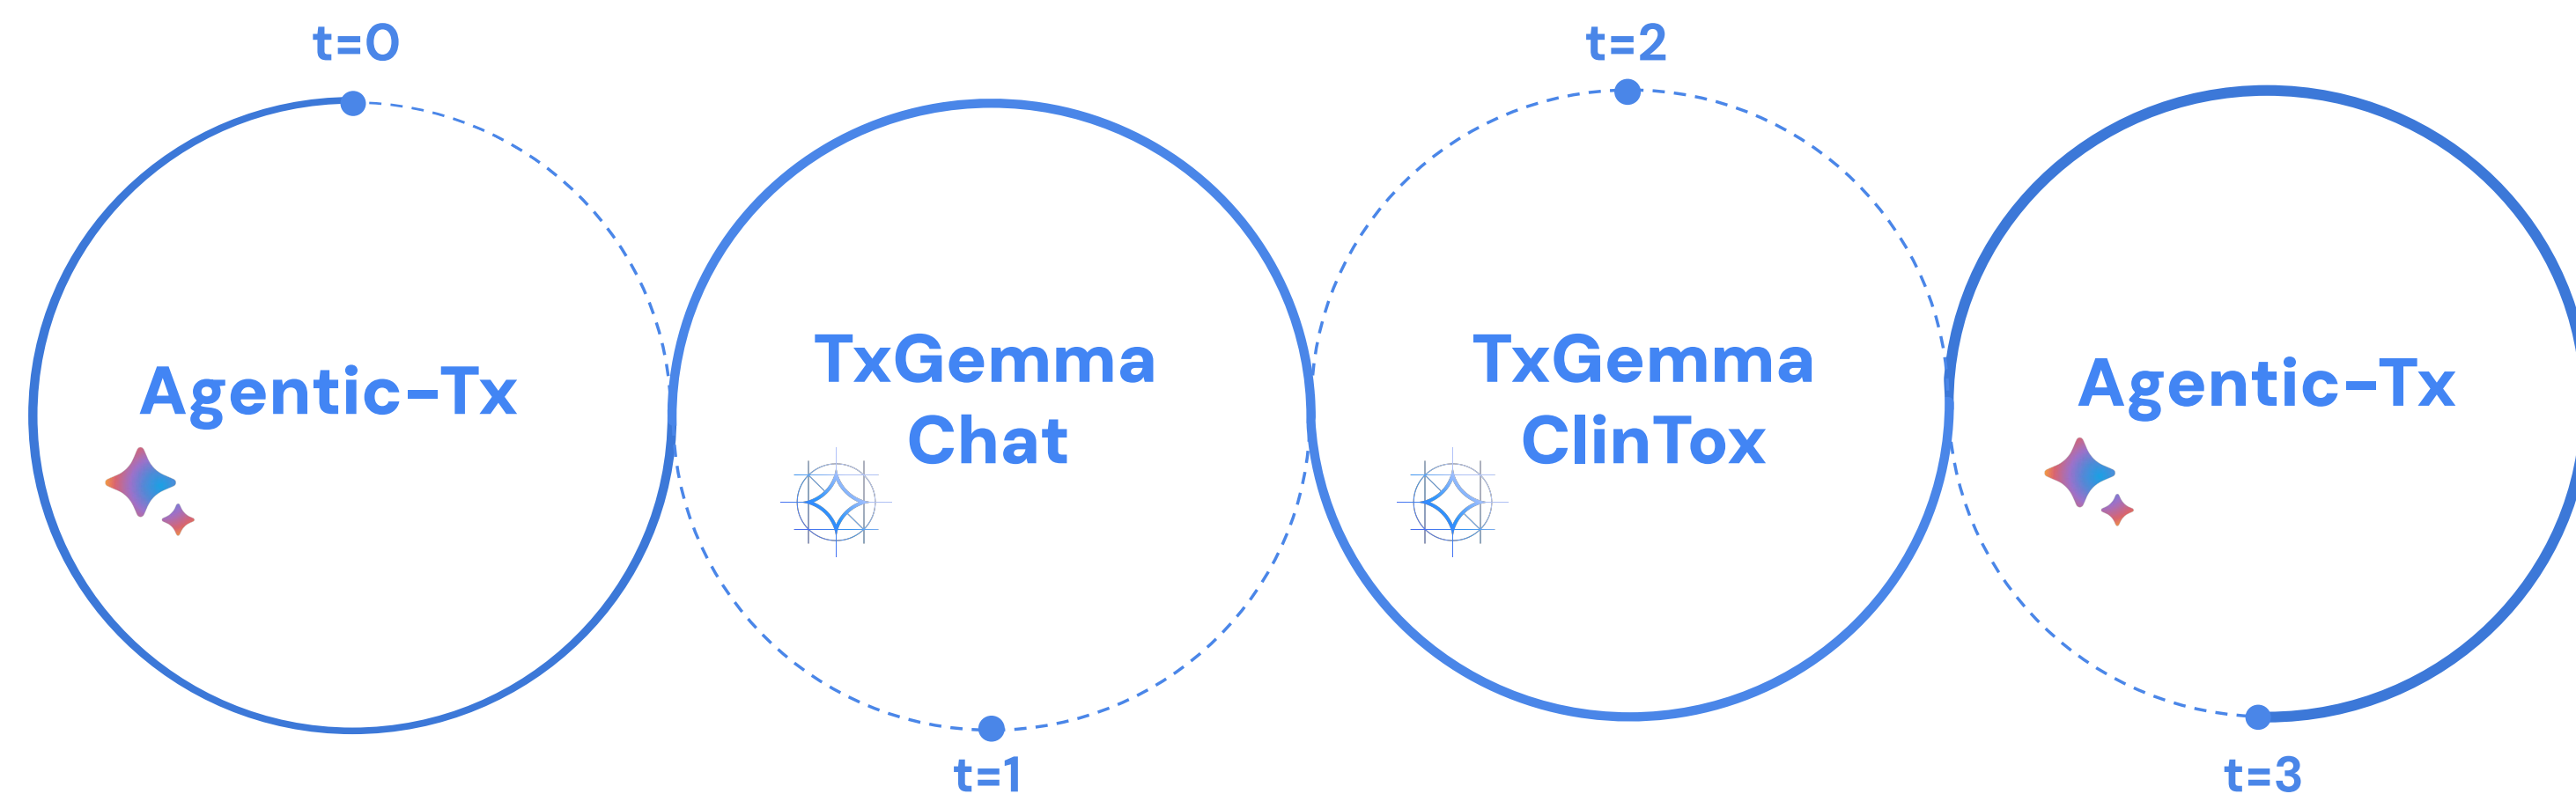 t=0
Agentic-Tx
TxGemma
Chat
t=1
t=2
TxGemma
ClinTox
Agentic-Tx
t=3